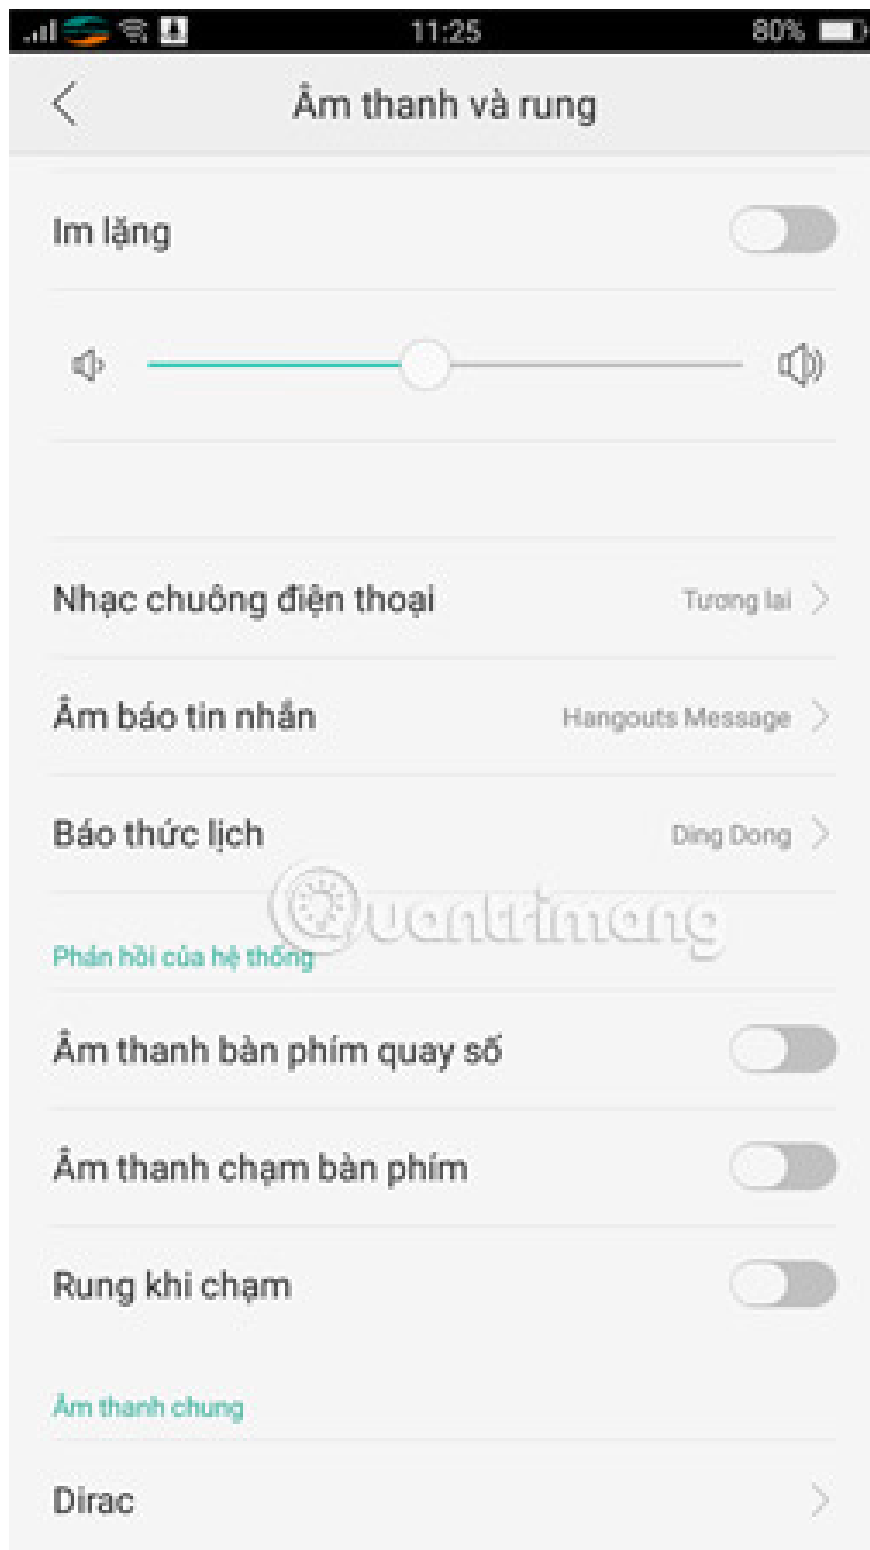 11:25
80%
Âm thanh và rung
Im lặng
Nhạc chuông điện thoại
Tương lai
Âm báo tin nhắn
Hangouts Message
Báo thức lịch
Ding Dong
Quantrimang
Phản hồi của hệ thống
Âm thanh bàn phím quay số
Âm thanh chạm bàn phím
Rung khi chạm
Âm thanh chung
Dirac